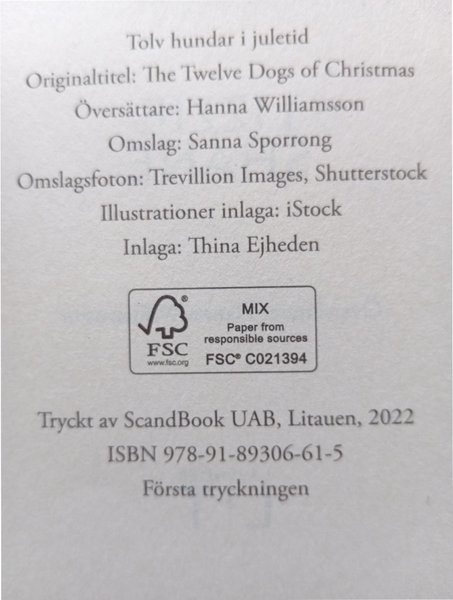 Tolv hundar i juletid
Originaltitel: The Twelve Dogs of Christmas
Översättare: Hanna Williamsson
Omslag: Sanna Sporrong
Omslagsfoton: Trevillion Images, Shutterstock
Illustrationer inlaga: iStock
Inlaga: Thina Ejheden
FSC
www.fsc.org
MIX
Paper from
responsible sources
FSC® C021394
Tryckt av ScandBook UAB, Litauen, 2022
ISBN 978-91-89306-61-5
Första tryckningen